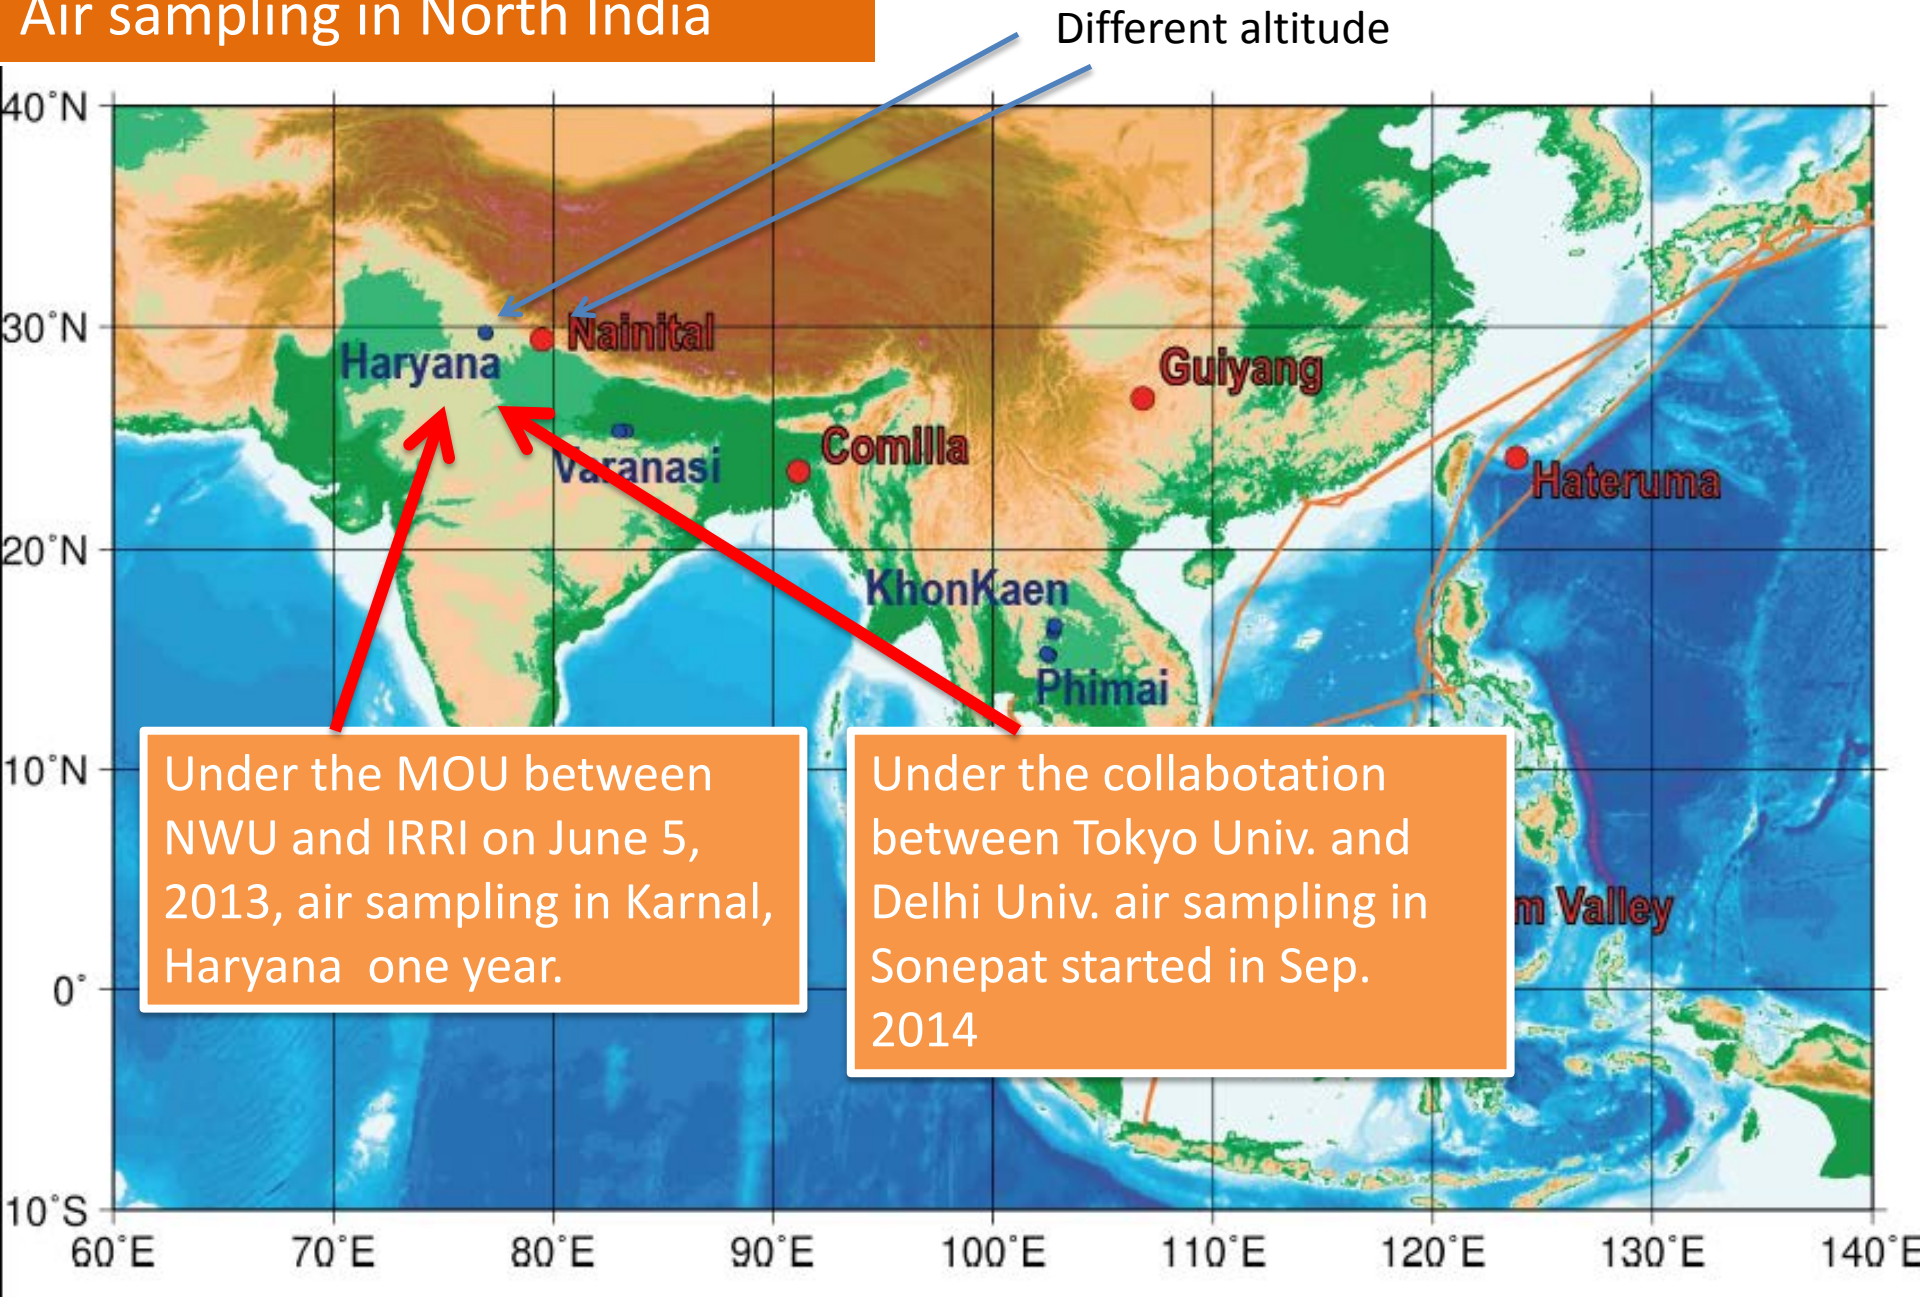 Air sampling in North India
Different altitude
40°N
30°N
20°N
10°N
0°
10°S
Nainital
Haryana
Guiyang
Comilla
Varanasi
Hateruma
KhonKaen
Phimai
Under the MOU between
NWU and IRRI on June 5,
2013, air sampling in Karnal,
Haryana  one year.
Under the collabotation
between Tokyo Univ. and
Delhi Univ. air sampling in
Sonepat started in Sep.
2014
m Valley
60°E 70°E 80°E 90°E 100°E 110°E 120°E 130°E 140°E